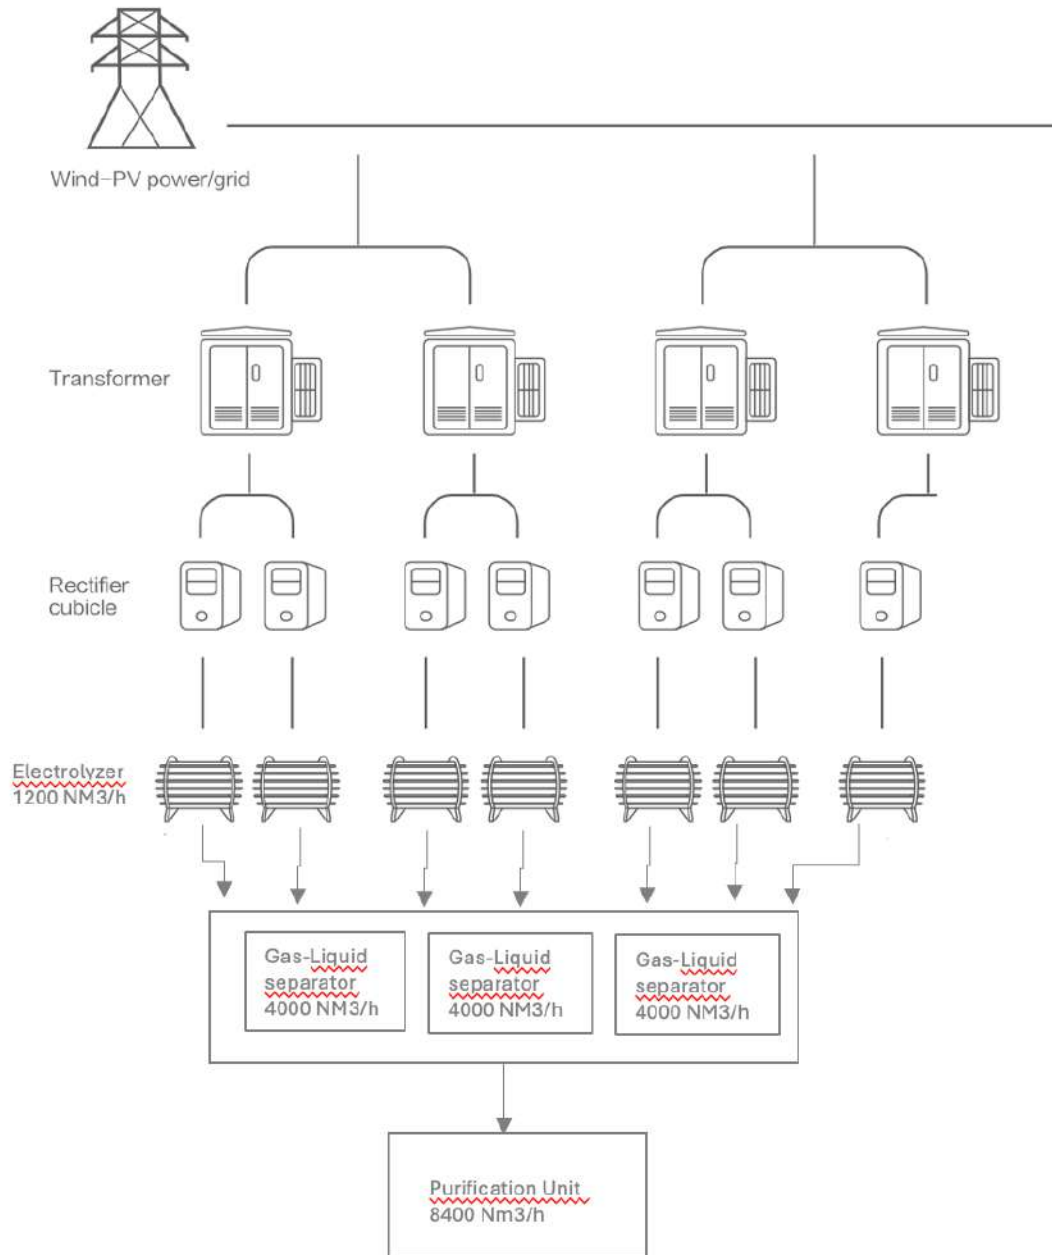 Wind-PV power/grid
Transformer
Rectifier
cubicle
Electrolyzer
1200 NM3/h
Gas-Liquid
separator
4000 NM3/h
Gas-Liquid
separator
4000 NM3/h
Gas-Liquid
separator
4000 NM3/h
Purification Unit
8400 Nm3/h